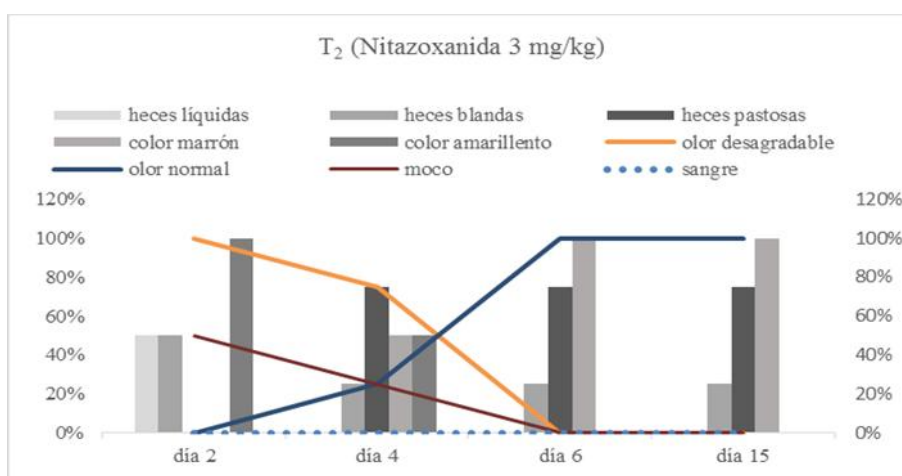 T₂ (Nitazoxanida 3 mg/kg)
heces líquidas heces blandas heces pastosas
color marrón color amarillento olor desagradable
olor normal moco sangre
120% 120%
100% 100%
80% 80%
60% 60%
40% 40%
20% 20%
0% 0%
día 2 día 4 día 6 día 15